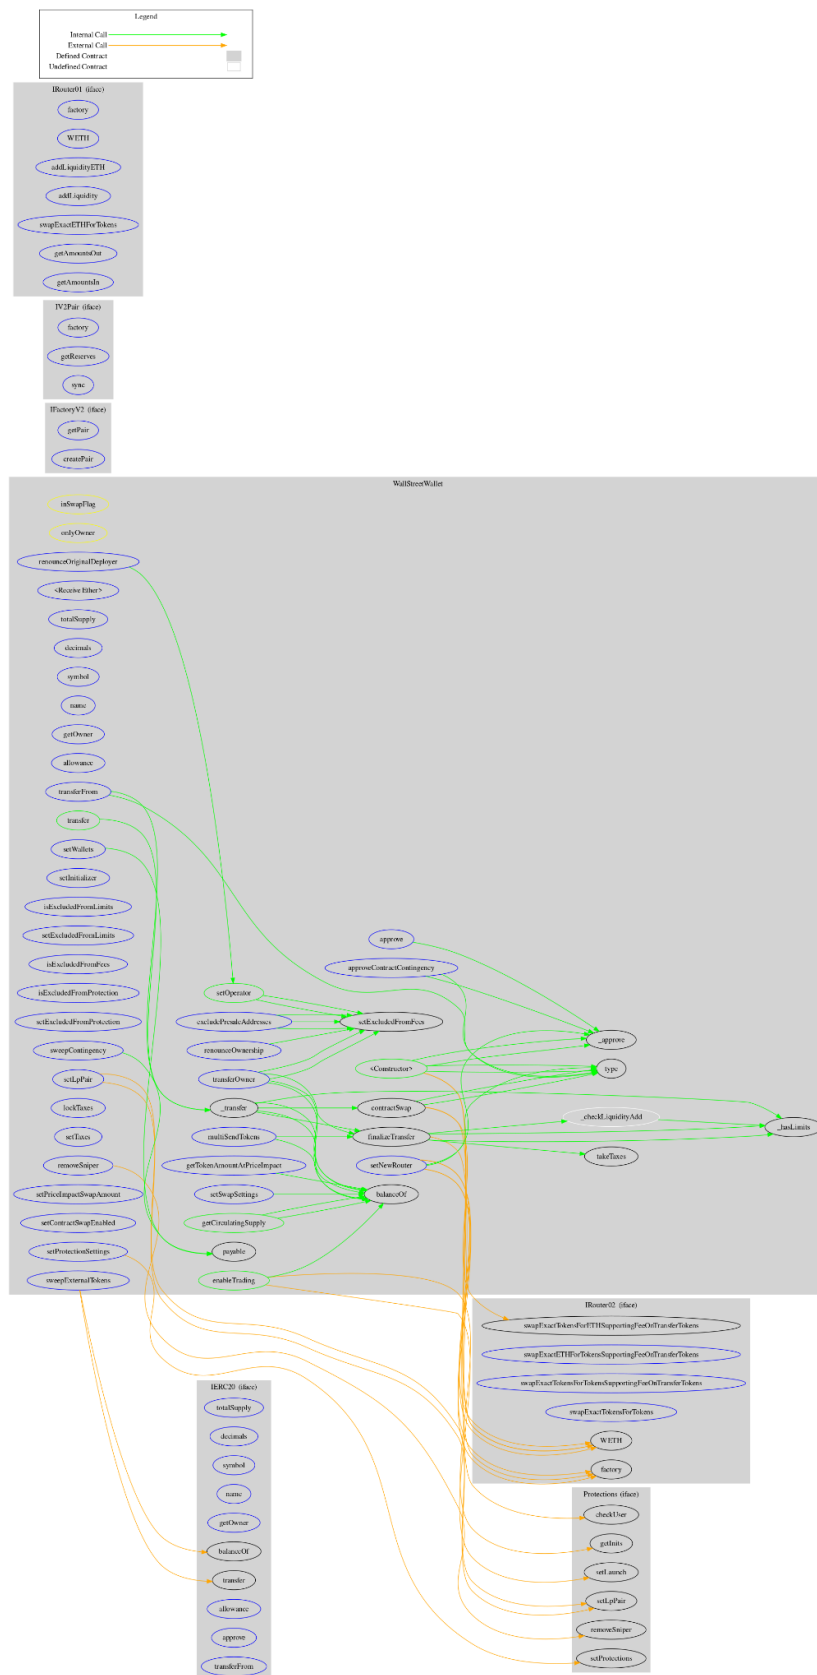 Legend
Internal Call
External Call
Defined Contract
Undefined Contract
IRouter01 (iface)
factory
WETH
addLiquidityETH
addLiquidity
swapExactETHForTokens
getAmountsOut
getAmountsIn
IV2Pair (iface)
factory
getReserves
sync
IFactoryV2 (iface)
getPair
createPair
WallStreetWallet
inSwapFlag
onlyOwner
renounceOriginalDeployer
<Receive Ether>
totalSupply
decimals
symbol
name
getOwner
allowance
transferFrom
transfer
setWallets
setInitializer
isExcludedFromLimits
setExcludedFromLimits
isExcludedFromFees
isExcludedFromProtection
setExcludedFromProtection
sweepContingency
setLpPair
lockTaxes
setTaxes
removeSniper
setPriceImpactSwapAmount
setContractSwapEnabled
setProtectionSettings
sweepExternalTokens
setOperator
excludePresaleAddresses
renounceOwnership
transferOwner
_transfer
multiSendTokens
getTokenAmountAtPriceImpact
setSwapSettings
getCirculatingSupply
payable
enableTrading
approve
approveContractContingency
setExcludedFromFees
<Constructor>
contractSwap
finalizeTransfer
setNewRouter
balanceOf
_approve
type
_checkLiquidityAdd
takeTaxes
_hasLimits
IRouter02 (iface)
swapExactTokensForETHSupportingFeeOnTransferTokens
swapExactETHForTokensSupportingFeeOnTransferTokens
swapExactTokensForTokensSupportingFeeOnTransferTokens
swapExactTokensForTokens
WETH
factory
IERC20 (iface)
totalSupply
decimals
symbol
name
getOwner
balanceOf
transfer
allowance
approve
transferFrom
Protections (iface)
checkUser
getInits
setLaunch
setLpPair
removeSniper
setProtections